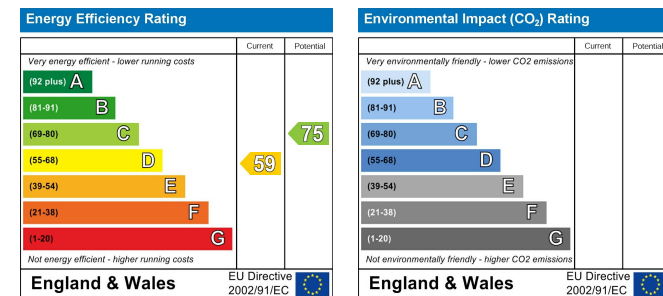 Energy Efficiency Rating
Current Potential
Very energy efficient - lower running costs
(92 plus) A
(81-91) B
(69-80) C
75
(55-68) D
59
(39-54) E
(21-38) F
(1-20) G
Not energy efficient - higher running costs
England & Wales
EU Directive
2002/91/EC
Environmental Impact (CO₂) Rating
Current Potential
Very environmentally friendly - lower CO2 emissions
(92 plus) A
(81-91) B
(69-80) C
(55-68) D
(39-54) E
(21-38) F
(1-20) G
Not environmentally friendly - higher CO2 emissions
England & Wales
EU Directive
2002/91/EC